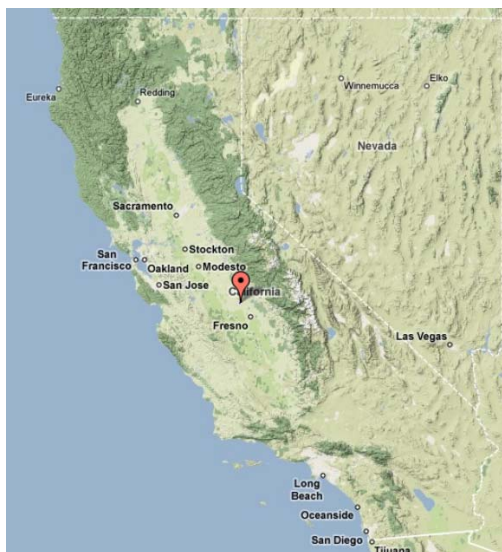 Eureka
Redding
Winnemucca
Elko
Nevada
Sacramento
Stockton
San
Francisco
Oakland
Modesto
San Jose
California
Fresno
Las Vegas
Long
Beach
Oceanside
San Diego
Tijuana